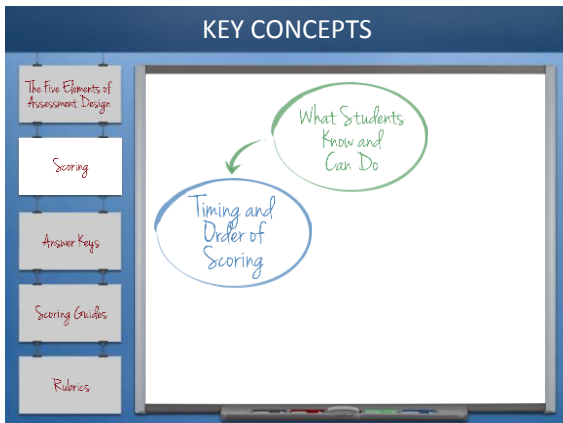 KEY CONCEPTS
The Five Elements of
Assessment Design
Scoring
Answer Keys
Scoring Guides
Rubrics
What Students
Know and
Can Do
Timing and
Order of
Scoring